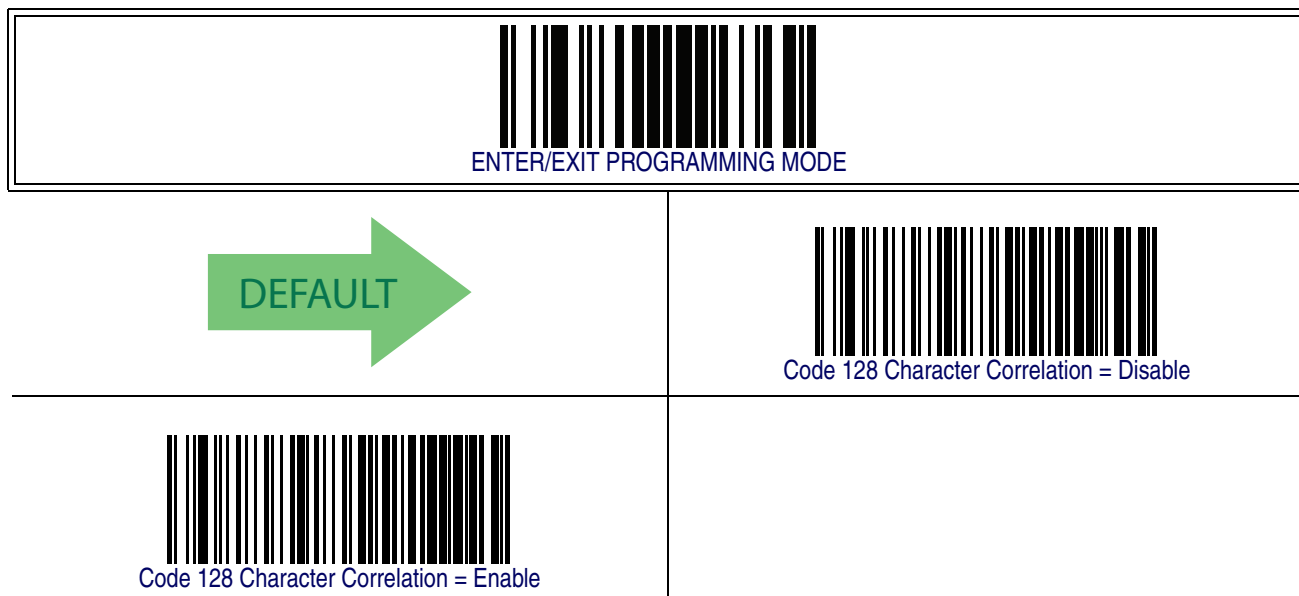 ENTER/EXIT PROGRAMMING MODE
DEFAULT
Code 128 Character Correlation = Disable
Code 128 Character Correlation = Enable